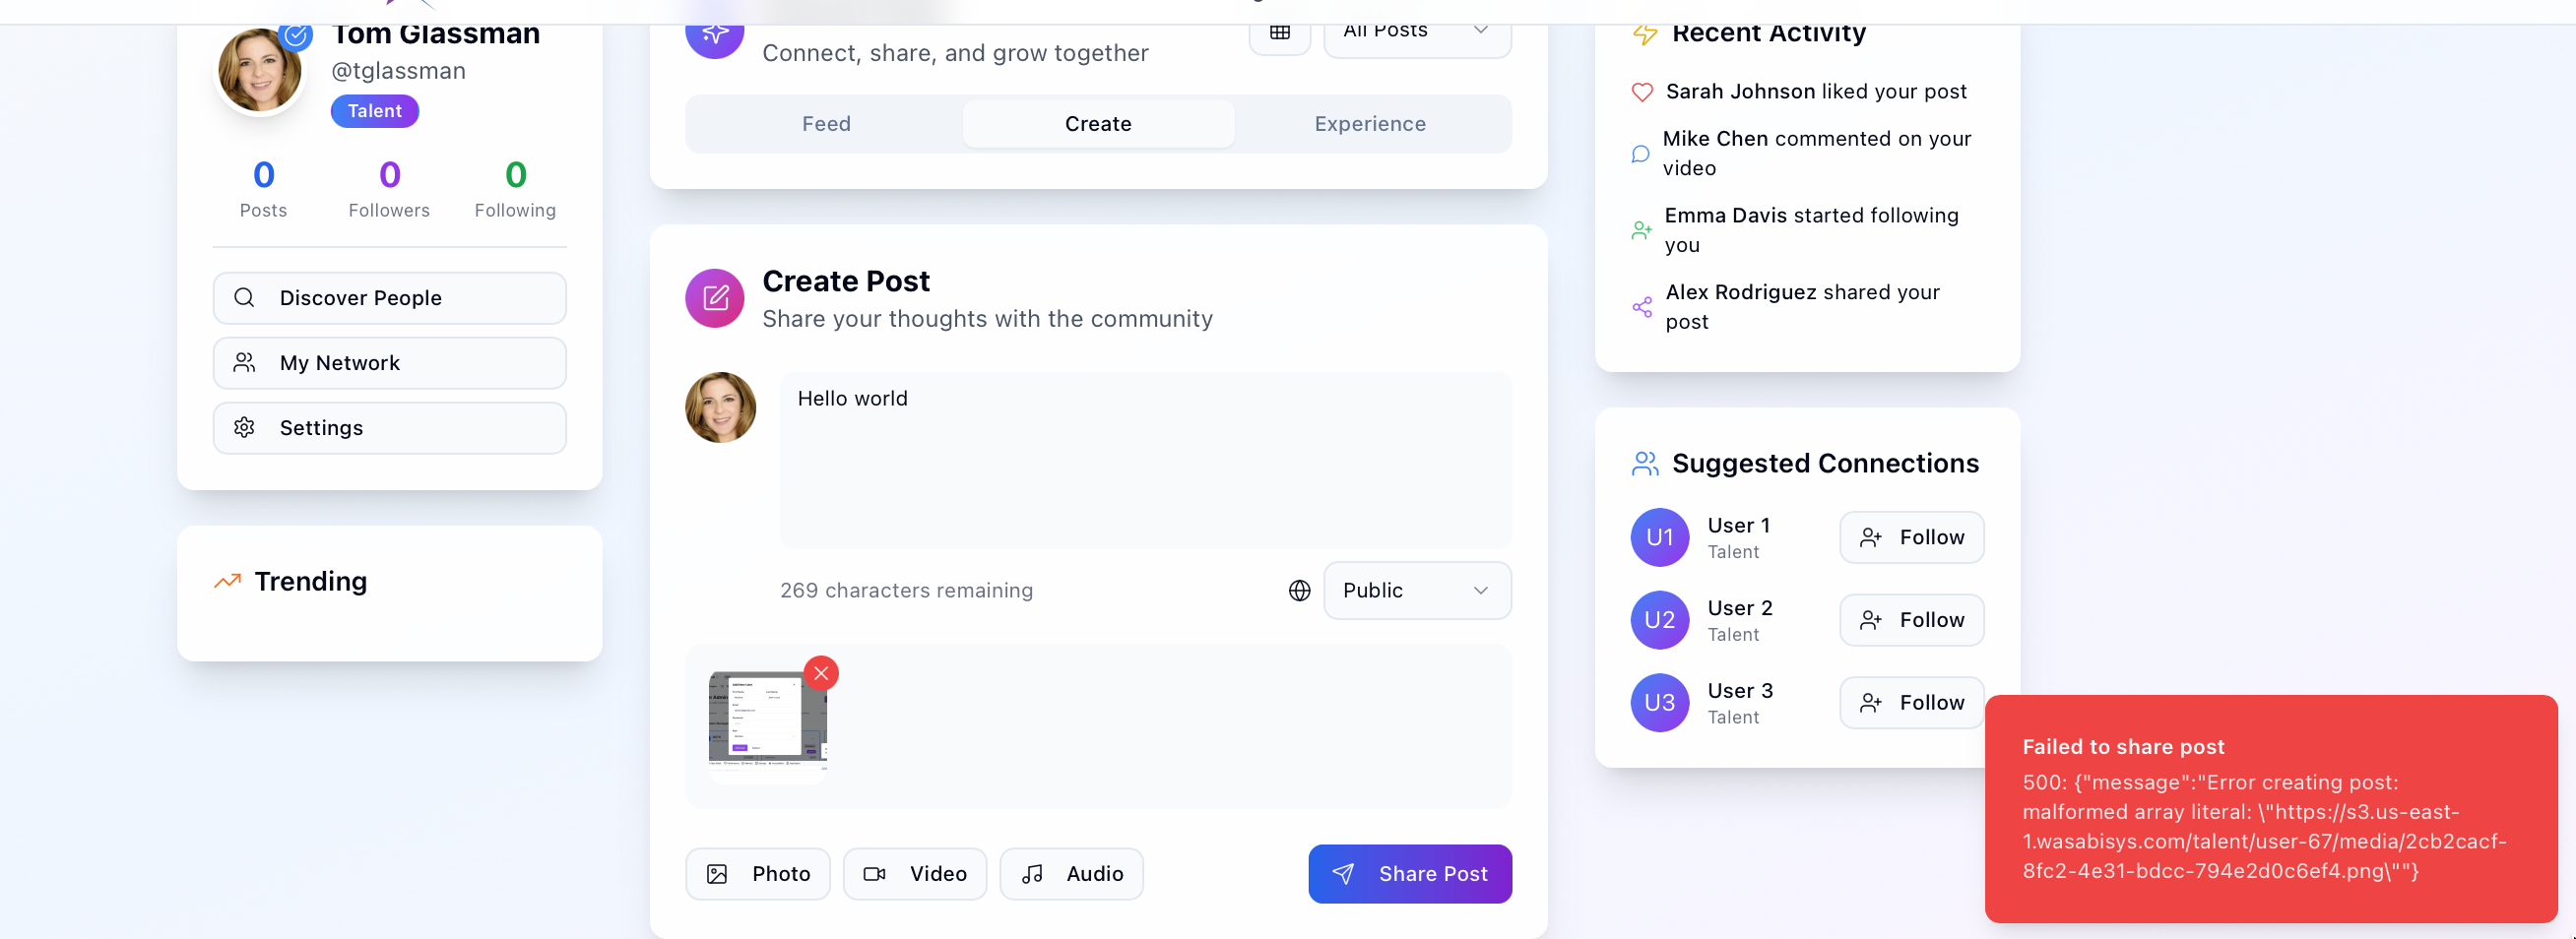 Tom Glassman
@tglassman
Talent
0
0
0
Posts
Followers
Following
Discover People
My Network
Settings
Trending
Connect, share, and grow together
All Posts
Feed
Create
Experience
Create Post
Share your thoughts with the community
Hello world
269 characters remaining
Public
Photo
Video
Audio
Share Post
Recent Activity
Sarah Johnson liked your post
Mike Chen commented on your
video
Emma Davis started following
you
Alex Rodriguez shared your
post
Suggested Connections
U1
User 1
Talent
Follow
U2
User 2
Talent
Follow
U3
User 3
Talent
Follow
Failed to share post
500: {"message":"Error creating post:
malformed array literal: \"https://s3.us-east-
1.wasabisys.com/talent/user-67/media/2cb2cacf-
8fc2-4e31-bdcc-794e2d0c6ef4.png\""}